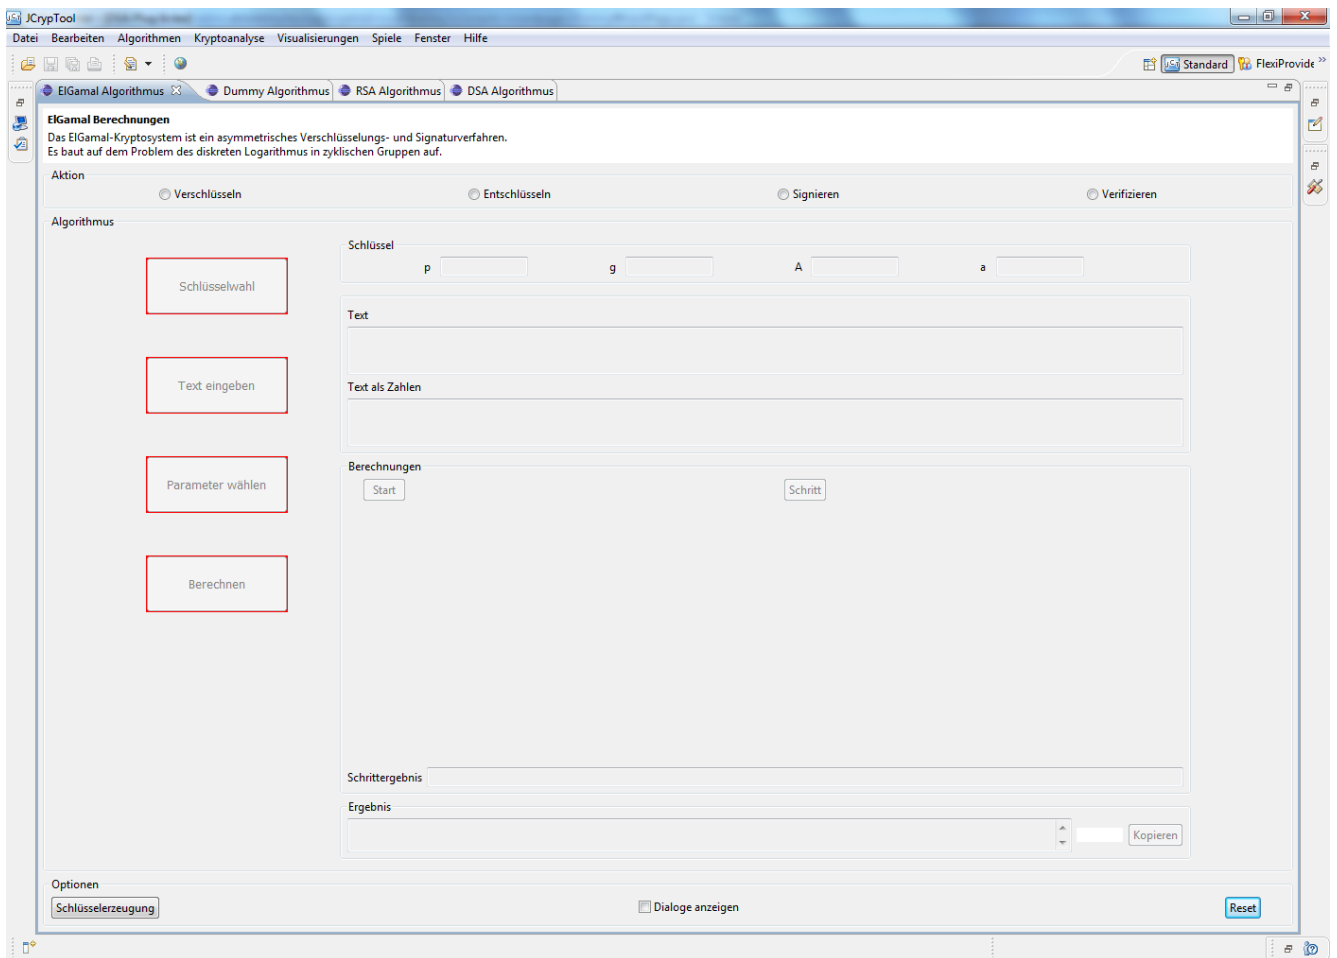 JCrypTool
Datei Bearbeiten Algorithmen Kryptoanalyse Visualisierungen Spiele Fenster Hilfe
Standard FlexiProvide
ElGamal Algorithmus Dummy Algorithmus RSA Algorithmus DSA Algorithmus
ElGamal Berechnungen
Das ElGamal-Kryptosystem ist ein asymmetrisches Verschlüsselungs- und Signaturverfahren.
Es baut auf dem Problem des diskreten Logarithmus in zyklischen Gruppen auf.
Aktion
Verschlüsseln Entschlüsseln Signieren Verifizieren
Algorithmus
Schlüssel
p g A a
Schlüsselwahl
Text
Text eingeben
Text als Zahlen
Berechnungen
Parameter wählen
Start Schritt
Berechnen
Schrittergebnis
Ergebnis
Kopieren
Optionen
Schlüsselerzeugung Dialoge anzeigen Reset